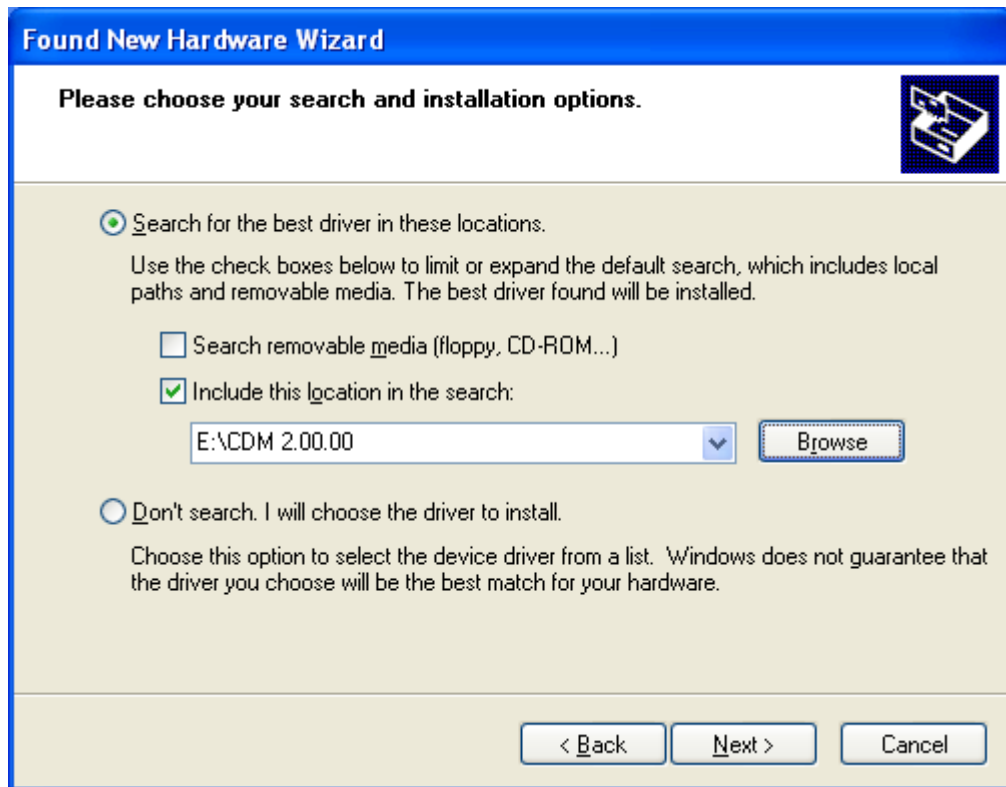 Found New Hardware Wizard
Please choose your search and installation options.
Search for the best driver in these locations.
Use the check boxes below to limit or expand the default search, which includes local
paths and removable media. The best driver found will be installed.
Search removable media (floppy, CD-ROM...)
Include this location in the search:
E:\CDM 2.00.00
Browse
Don't search. I will choose the driver to install.
Choose this option to select the device driver from a list. Windows does not guarantee that
the driver you choose will be the best match for your hardware.
< Back Next > Cancel